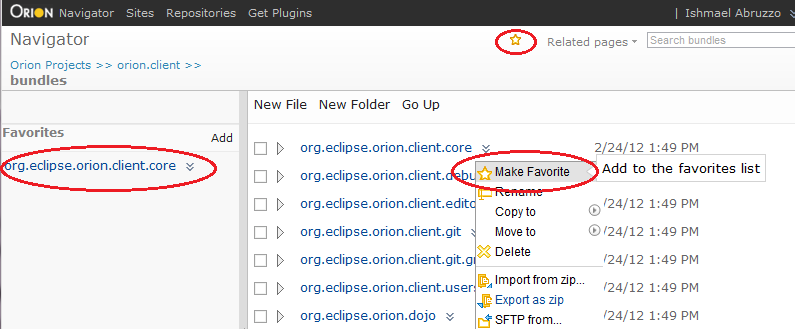 ORION Navigator Sites Repositories Get Plugins Ishmael Abruzzo
Navigator Related pages Search bundles
Orion Projects >> orion.client >>
bundles
New File New Folder Go Up
Favorites Add
org.eclipse.orion.client.core
org.eclipse.orion.client.core 2/24/12 1:49 PM
org.eclipse.orion.client.debu
Make Favorite
Add to the favorites list
Rename
org.eclipse.orion.client.edito /24/12 1:49 PM
Copy to
org.eclipse.orion.client.git /24/12 1:49 PM
Move to
org.eclipse.orion.client.git.gr /24/12 1:49 PM
Delete
org.eclipse.orion.client.users /24/12 1:49 PM
Import from zip...
Export as zip
org.eclipse.orion.dojo /24/12 1:49 PM
SFTP from...